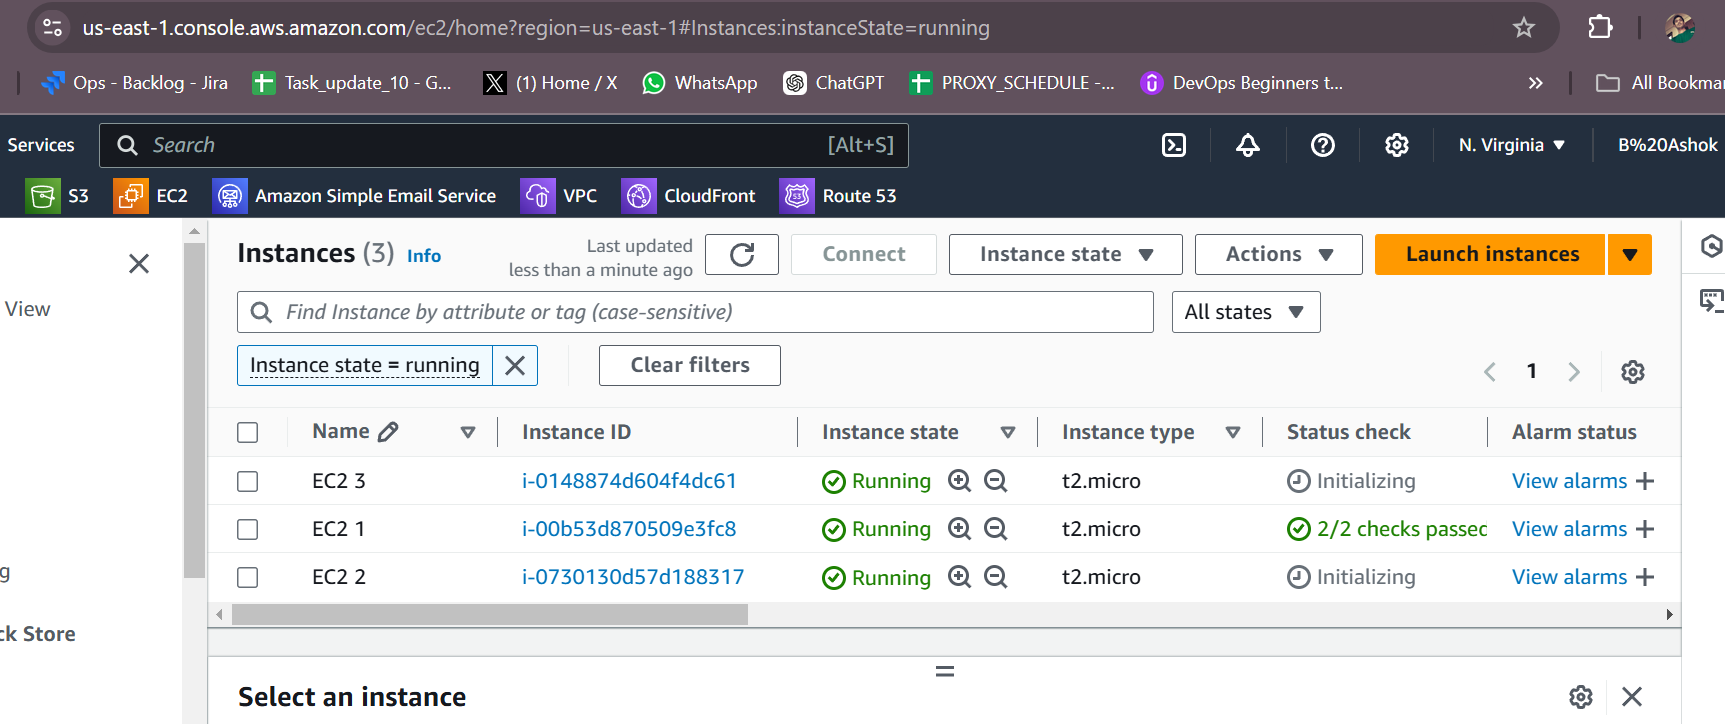 us-east-1.console.aws.amazon.com/ec2/home?region=us-east-1#Instances:instanceState=running
Ops - Backlog - Jira Task_update_10 - G... (1) Home / X WhatsApp ChatGPT PROXY_SCHEDULE -... DevOps Beginners t... » All Bookmar
Services Search [Alt+S] N. Virginia B%20Ashok
S3 EC2 Amazon Simple Email Service VPC CloudFront Route 53
Instances (3) Info Last updated less than a minute ago Connect Instance state Actions Launch instances
View
Find Instance by attribute or tag (case-sensitive) All states
Instance state = running Clear filters 1
Name Instance ID Instance state Instance type Status check Alarm status
EC2 3 i-0148874d604f4dc61 Running t2.micro Initializing View alarms +
EC2 1 i-00b53d870509e3fc8 Running t2.micro 2/2 checks passed View alarms +
g
EC2 2 i-0730130d57d188317 Running t2.micro Initializing View alarms +
ck Store
Select an instance